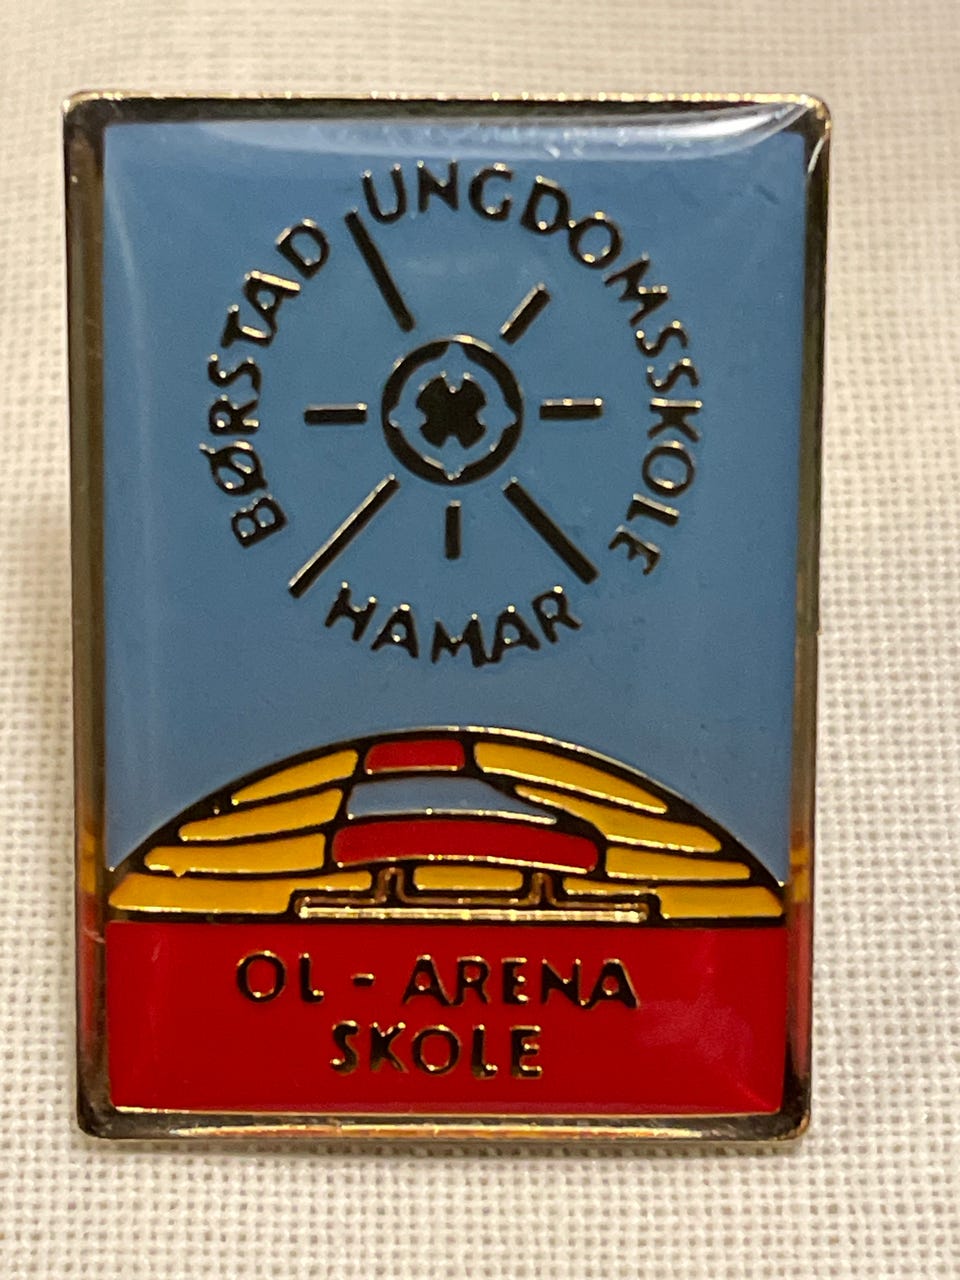 BØRSTAD UNGDOMSSKOLE
HAMAR
OL - ARENA
SKOLE